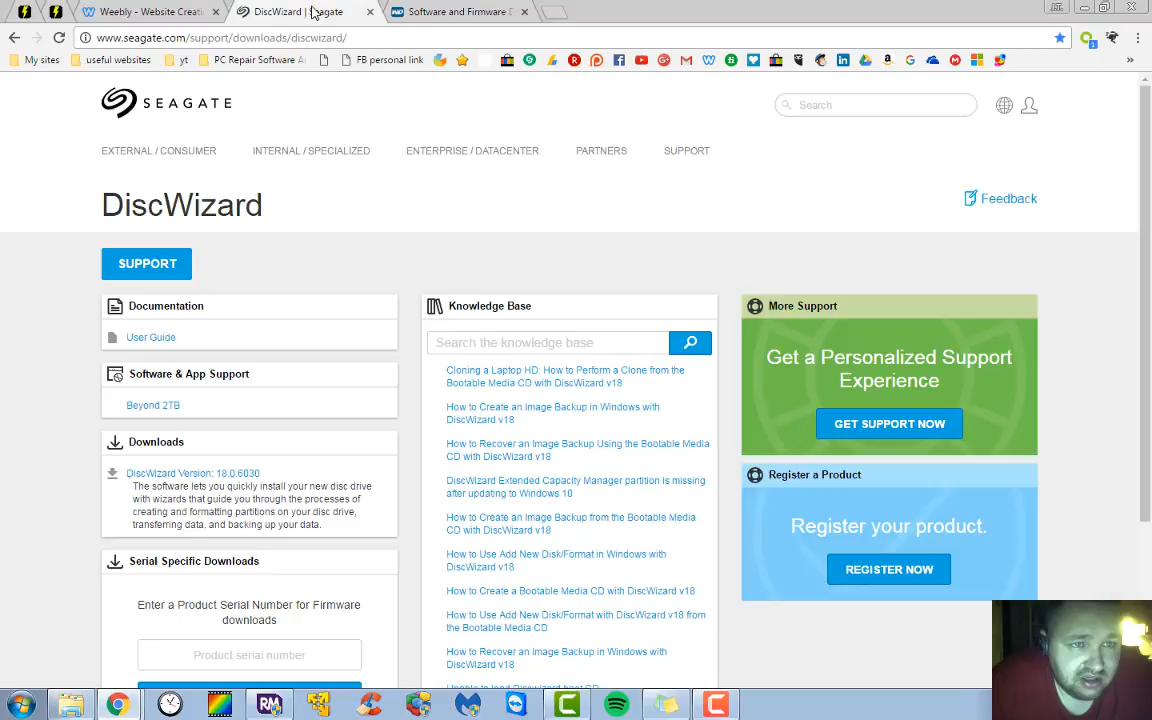 Weebly - Website Creati
DiscWizard | Seagate
Software and Firmware D
www.seagate.com/support/downloads/discwizard/
My sites
useful websites
yt
PC Repair Software A
FB personal link
SEAGATE
Search
EXTERNAL / CONSUMER
INTERNAL / SPECIALIZED
ENTERPRISE / DATACENTER
PARTNERS
SUPPORT
DiscWizard
Feedback
SUPPORT
Documentation
User Guide
Software & App Support
Beyond 2TB
Downloads
DiscWizard Version: 18.0.6030
The software lets you quickly install your new disc drive
with wizards that guide you through the processes of
creating and formatting partitions on your disc drive,
transferring data, and backing up your data.
Serial Specific Downloads
Enter a Product Serial Number for Firmware
downloads
Product serial number
Knowledge Base
Search the knowledge base
Cloning a Laptop HD: How to Perform a Clone from the
Bootable Media CD with DiscWizard v18
How to Create an Image Backup in Windows with
DiscWizard v18
How to Recover an Image Backup Using the Bootable Media
CD with DiscWizard v18
DiscWizard Extended Capacity Manager partition is missing
after updating to Windows 10
How to Create an Image Backup from the Bootable Media
CD with DiscWizard v18
How to Use Add New Disk/Format in Windows with
DiscWizard v18
How to Create a Bootable Media CD with DiscWizard v18
How to Use Add New Disk/Format with DiscWizard v18 from
the Bootable Media CD
How to Recover an Image Backup in Windows with
DiscWizard v18
More Support
Get a Personalized Support
Experience
GET SUPPORT NOW
Register a Product
Register your product.
REGISTER NOW
RM